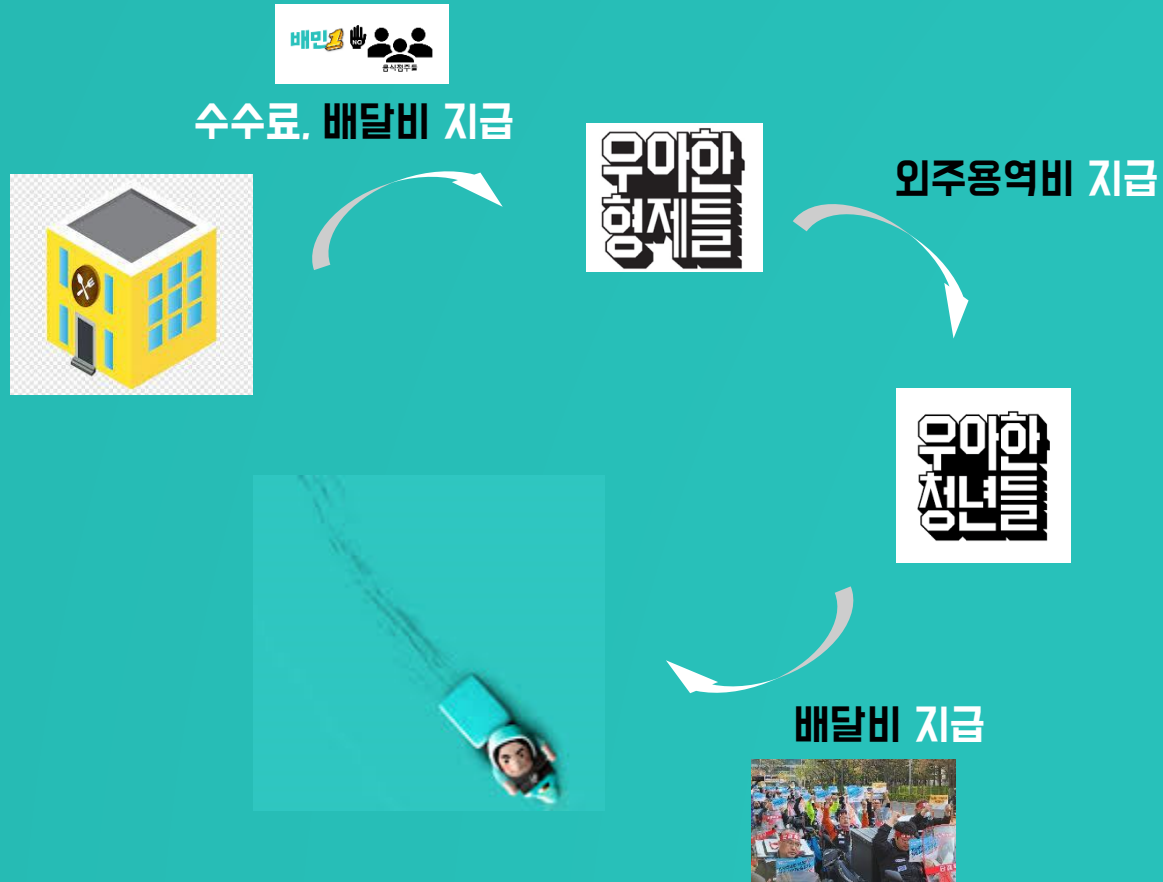 배민1 NO
음식점주들
수수료, 배달비 지급
우아한
형제들
외주용역비 지급
우아한
청년들
배달비 지급